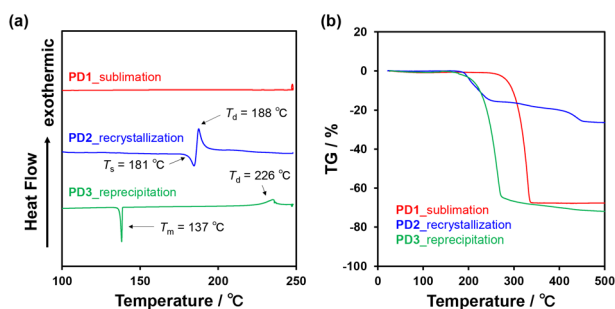 (a)
exothermic
Heat Flow
PD1_sublimation
Td = 188 ℃
PD2_recrystallization
Ts = 181 ℃
Td = 226 ℃
PD3_reprecipitation
Tm = 137 ℃
100 150 200 250
Temperature / ℃
(b)
TG / %
20
0
-20
-40
-60
-80
-100
PD1_sublimation
PD2_recrystallization
PD3_reprecipitation
0 100 200 300 400 500
Temperature / ℃